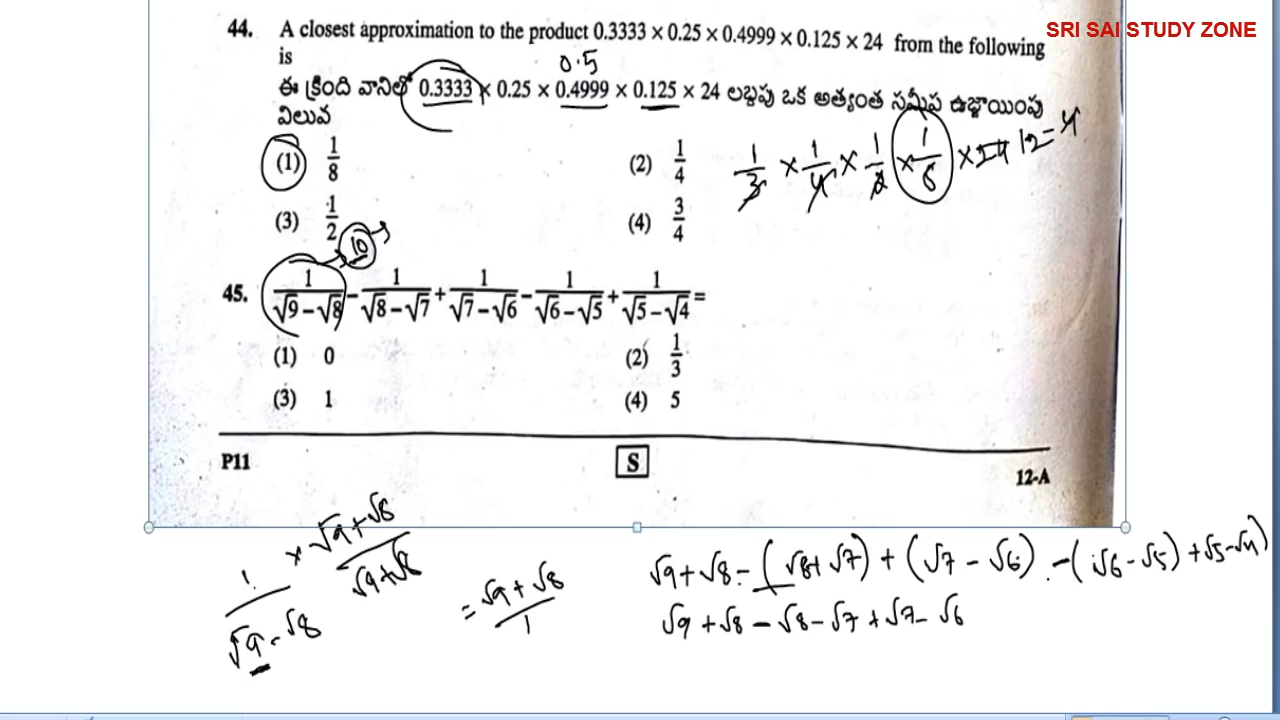 SRI SAI STUDY ZONE
44. A closest approximation to the product 0.3333 × 0.25 × 0.4999 × 0.125 × 24 from the following
is
0.5
ఈ క్రింది వానిలో 0.3333 × 0.25 × 0.4999 × 0.125 × 24 లబ్ధపు ఒక అత్యంత సమీప ఉజ్జాయింపు
విలువ
(1) 1/8 (2) 1/4
1/3 × 1/4 × 1/2 × 1/8 × 24 12 = 4
(3) 1/2 (4) 3/4
10
45. 1/(√9 − √8) − 1/(√8 − √7) + 1/(√7 − √6) − 1/(√6 − √5) + 1/(√5 − √4) =
(1) 0 (2) 1/3
(3) 1 (4) 5
P11 S 12-A
1/(√9 - √8) × (√9 + √8)/(√9 + √8) = (√9 + √8)/1
√9 + √8 - (√8 + √7) + (√7 - √6) - (√6 - √5) + √5 - √4)
√9 + √8 - √8 - √7 + √7 - √6